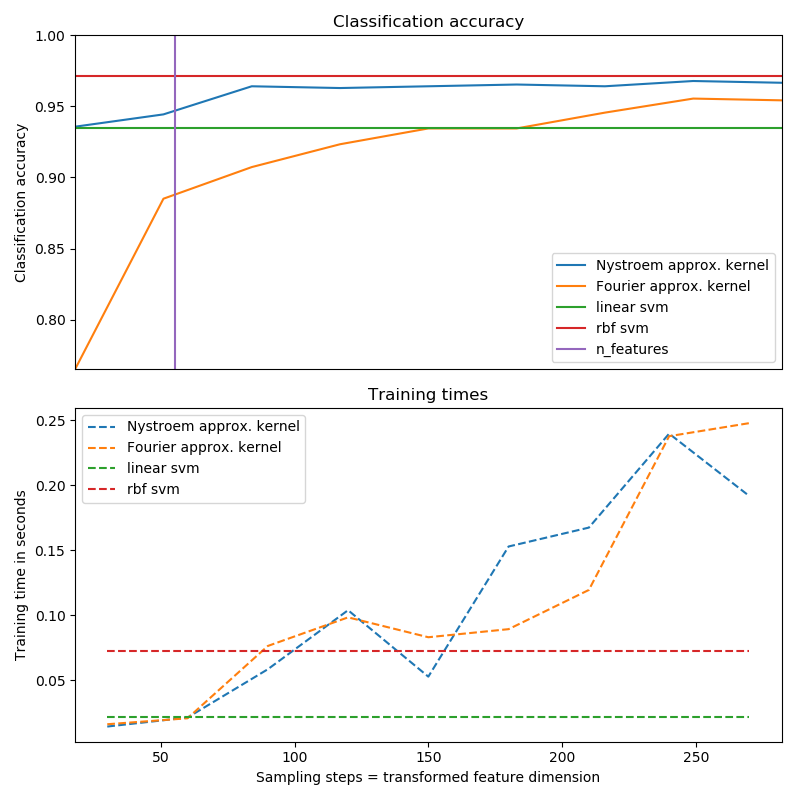 Classification accuracy
1.00
0.95
0.90
0.85
0.80
Classification accuracy
Nystroem approx. kernel
Fourier approx. kernel
linear svm
rbf svm
n_features
Training times
0.25
0.20
0.15
0.10
0.05
Training time in seconds
Nystroem approx. kernel
Fourier approx. kernel
linear svm
rbf svm
50
100
150
200
250
Sampling steps = transformed feature dimension